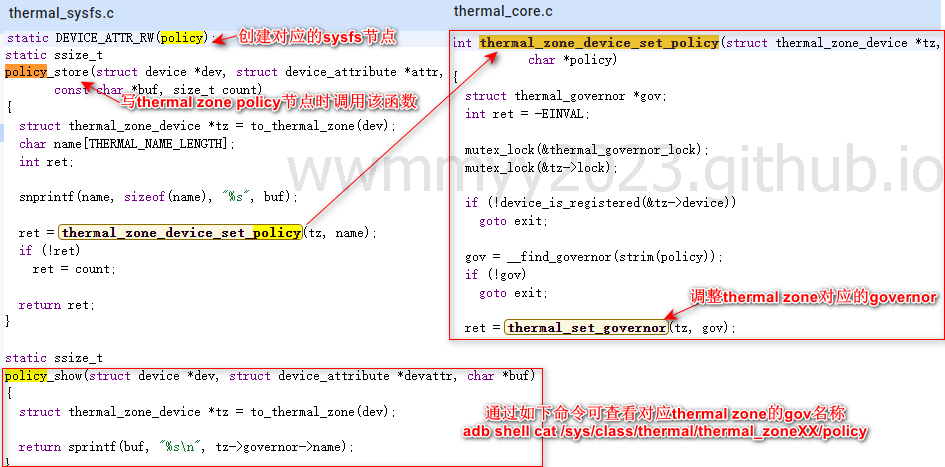 thermal_sysfs.c
static DEVICE_ATTR_RW(policy);
创建对应的sysfs节点
static ssize_t
policy_store(struct device *dev, struct device_attribute *attr,
const char *buf, size_t count)
写thermal zone policy节点时调用该函数
{
struct thermal_zone_device *tz = to_thermal_zone(dev);
char name[THERMAL_NAME_LENGTH];
int ret;
snprintf(name, sizeof(name), "%s", buf);
ret = thermal_zone_device_set_policy(tz, name);
if (!ret)
ret = count;
return ret;
}
static ssize_t
policy_show(struct device *dev, struct device_attribute *devattr, char *buf)
{
struct thermal_zone_device *tz = to_thermal_zone(dev);
return sprintf(buf, "%s\n", tz->governor->name);
}
通过如下命令可查看对应thermal zone的gov名称
adb shell cat /sys/class/thermal/thermal_zoneXX/policy
thermal_core.c
int thermal_zone_device_set_policy(struct thermal_zone_device *tz,
char *policy)
{
struct thermal_governor *gov;
int ret = -EINVAL;
mutex_lock(&thermal_governor_lock);
mutex_lock(&tz->lock);
if (!device_is_registered(&tz->device))
goto exit;
gov = __find_governor(strim(policy));
if (!gov)
goto exit;
调整thermal zone对应的governor
ret = thermal_set_governor(tz, gov);
wwmmyy2023.github.io